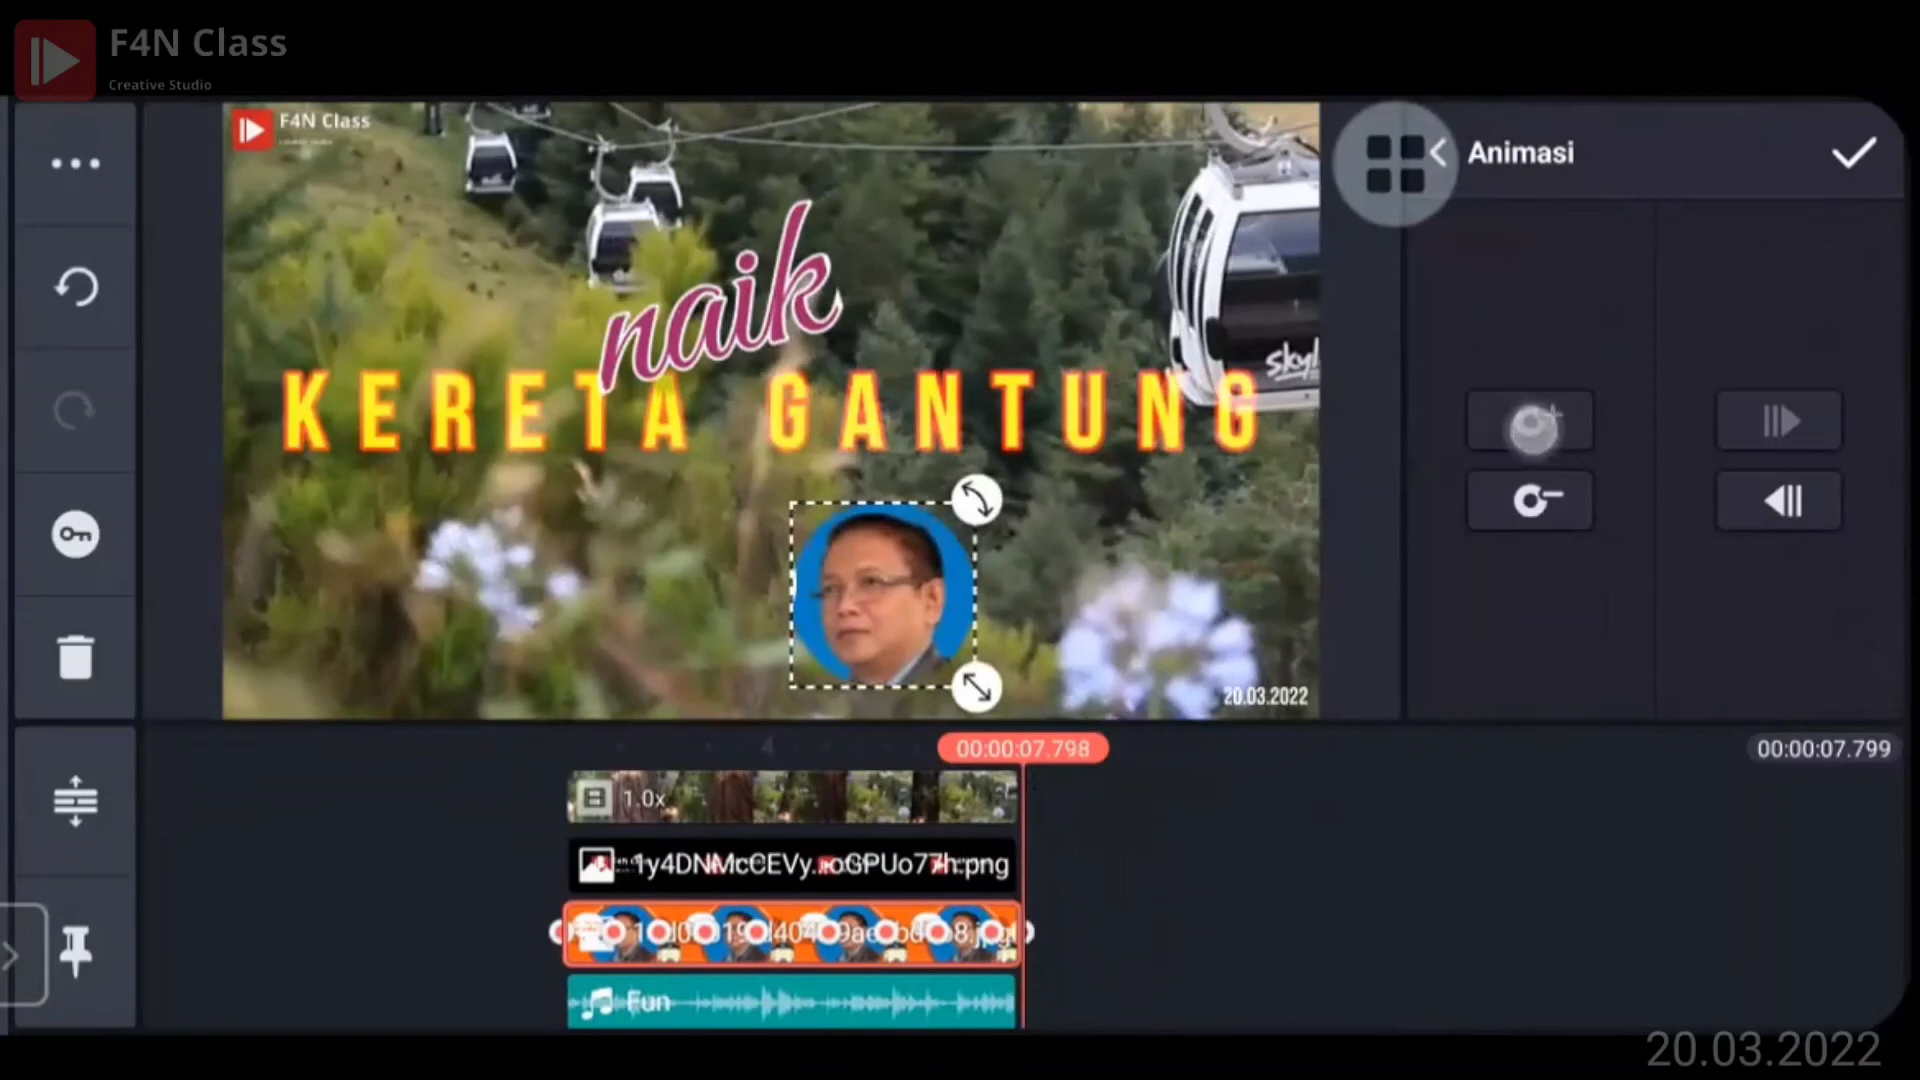 F4N Class
Creative Studio
F4N Class
Animasi
naik
KERETA GANTUNG
20.03.2022
4
00:00:07.798
00:00:07.799
1.0x
Fun
20.03.2022